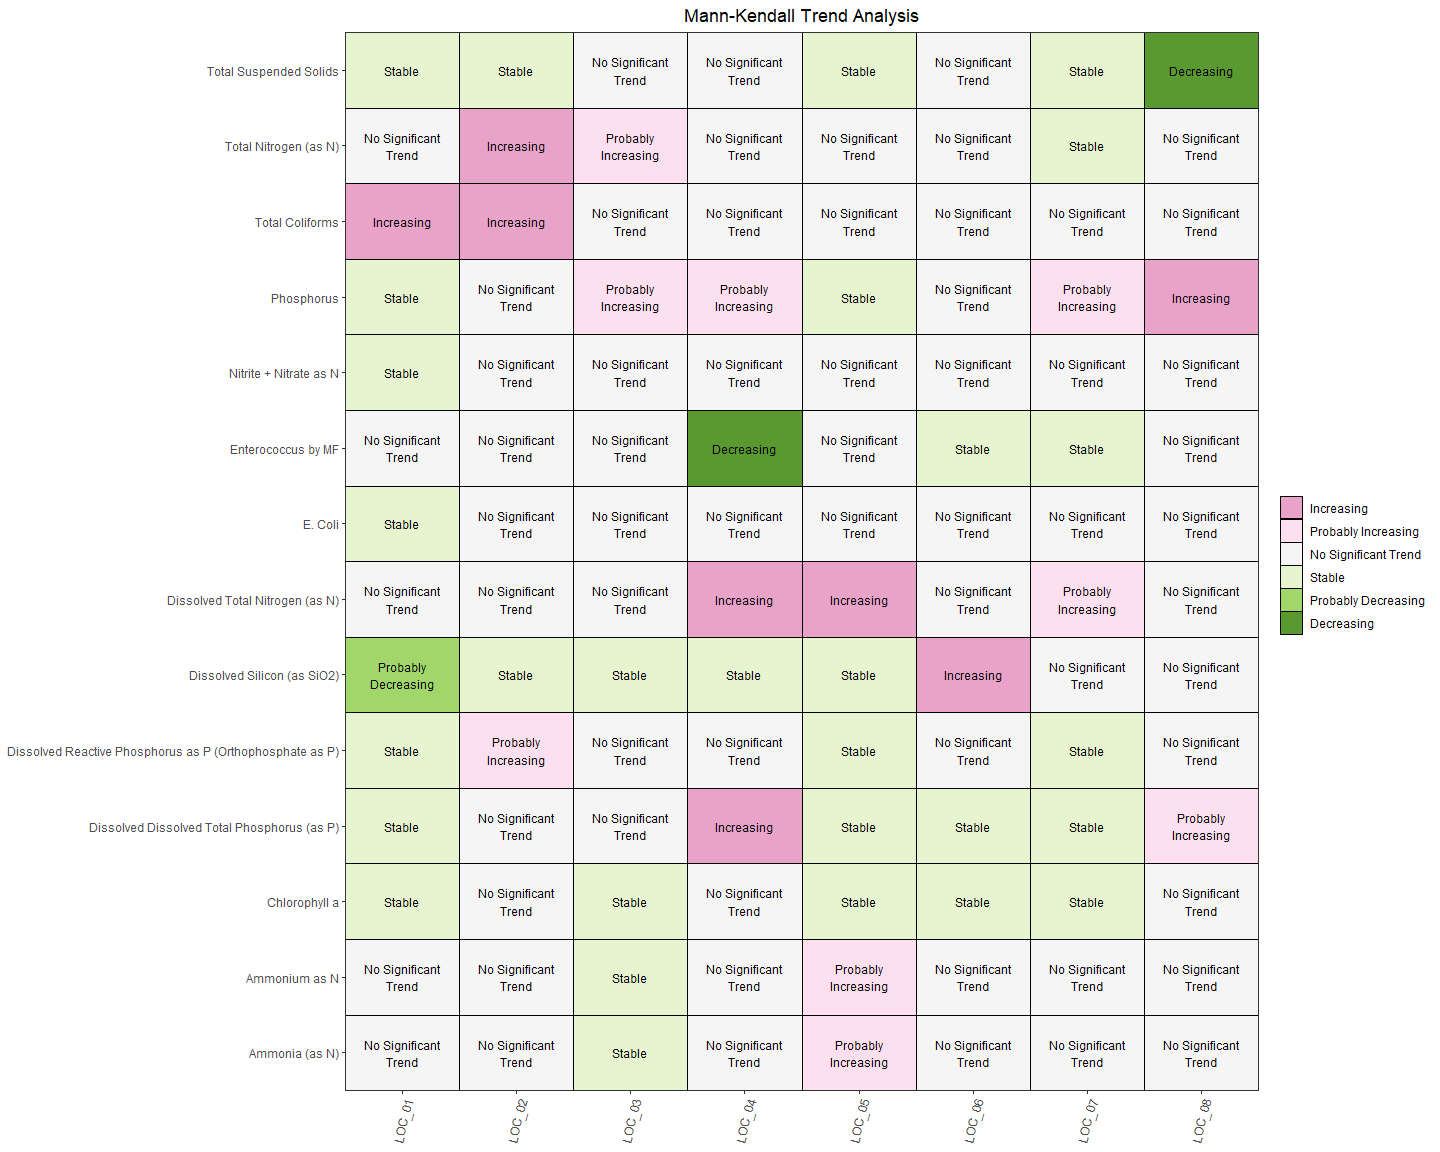 Mann-Kendall Trend Analysis
Total Suspended Solids
Stable
Stable
No Significant
Trend
No Significant
Trend
Stable
No Significant
Trend
Stable
Decreasing
Total Nitrogen (as N)
No Significant
Trend
Increasing
Probably
Increasing
No Significant
Trend
No Significant
Trend
No Significant
Trend
Stable
No Significant
Trend
Total Coliforms
Increasing
Increasing
No Significant
Trend
No Significant
Trend
No Significant
Trend
No Significant
Trend
No Significant
Trend
No Significant
Trend
Phosphorus
Stable
No Significant
Trend
Probably
Increasing
Probably
Increasing
Stable
No Significant
Trend
Probably
Increasing
Increasing
Nitrite + Nitrate as N
Stable
No Significant
Trend
No Significant
Trend
No Significant
Trend
No Significant
Trend
No Significant
Trend
No Significant
Trend
No Significant
Trend
Enterococcus by MF
No Significant
Trend
No Significant
Trend
No Significant
Trend
Decreasing
No Significant
Trend
Stable
Stable
No Significant
Trend
E. Coli
Stable
No Significant
Trend
No Significant
Trend
No Significant
Trend
No Significant
Trend
No Significant
Trend
No Significant
Trend
No Significant
Trend
Dissolved Total Nitrogen (as N)
No Significant
Trend
No Significant
Trend
No Significant
Trend
Increasing
Increasing
No Significant
Trend
Probably
Increasing
No Significant
Trend
Dissolved Silicon (as SiO2)
Probably
Decreasing
Stable
Stable
Stable
Stable
Increasing
No Significant
Trend
No Significant
Trend
Dissolved Reactive Phosphorus as P (Orthophosphate as P)
Stable
Probably
Increasing
No Significant
Trend
No Significant
Trend
Stable
No Significant
Trend
Stable
No Significant
Trend
Dissolved Dissolved Total Phosphorus (as P)
Stable
No Significant
Trend
No Significant
Trend
Increasing
Stable
Stable
Stable
Probably
Increasing
Chlorophyll a
Stable
No Significant
Trend
Stable
No Significant
Trend
Stable
Stable
Stable
No Significant
Trend
Ammonium as N
No Significant
Trend
No Significant
Trend
Stable
No Significant
Trend
Probably
Increasing
No Significant
Trend
No Significant
Trend
No Significant
Trend
Ammonia (as N)
No Significant
Trend
No Significant
Trend
Stable
No Significant
Trend
Probably
Increasing
No Significant
Trend
No Significant
Trend
No Significant
Trend
LOC_01
LOC_02
LOC_03
LOC_04
LOC_05
LOC_06
LOC_07
LOC_08
Increasing
Probably Increasing
No Significant Trend
Stable
Probably Decreasing
Decreasing